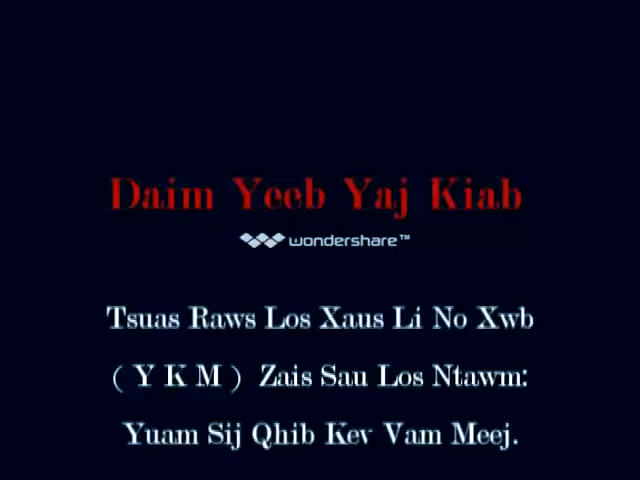 Daim Yeeb Yaj Kiab
wondershare™
Tsuas Raws Los Xaus Li No Xwb
( Y K M ) Zais Sau Los Ntawm:
Yuam Sij Qhib Kev Vam Meej.